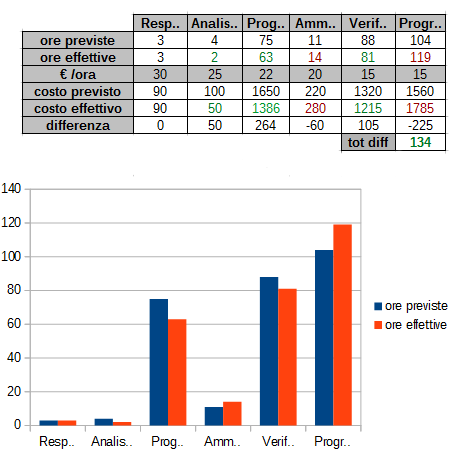 Resp.. Analis.. Prog.. Amm.. Verif.. Progr..
ore previste 3 4 75 11 88 104
ore effettive 3 2 63 14 81 119
€ /ora 30 25 22 20 15 15
costo previsto 90 100 1650 220 1320 1560
costo effettivo 90 50 1386 280 1215 1785
differenza 0 50 264 -60 105 -225
tot diff 134
140
120
100
80
60
40
20
0
Resp.. Analis.. Prog.. Amm.. Verif.. Progr..
ore previste
ore effettive